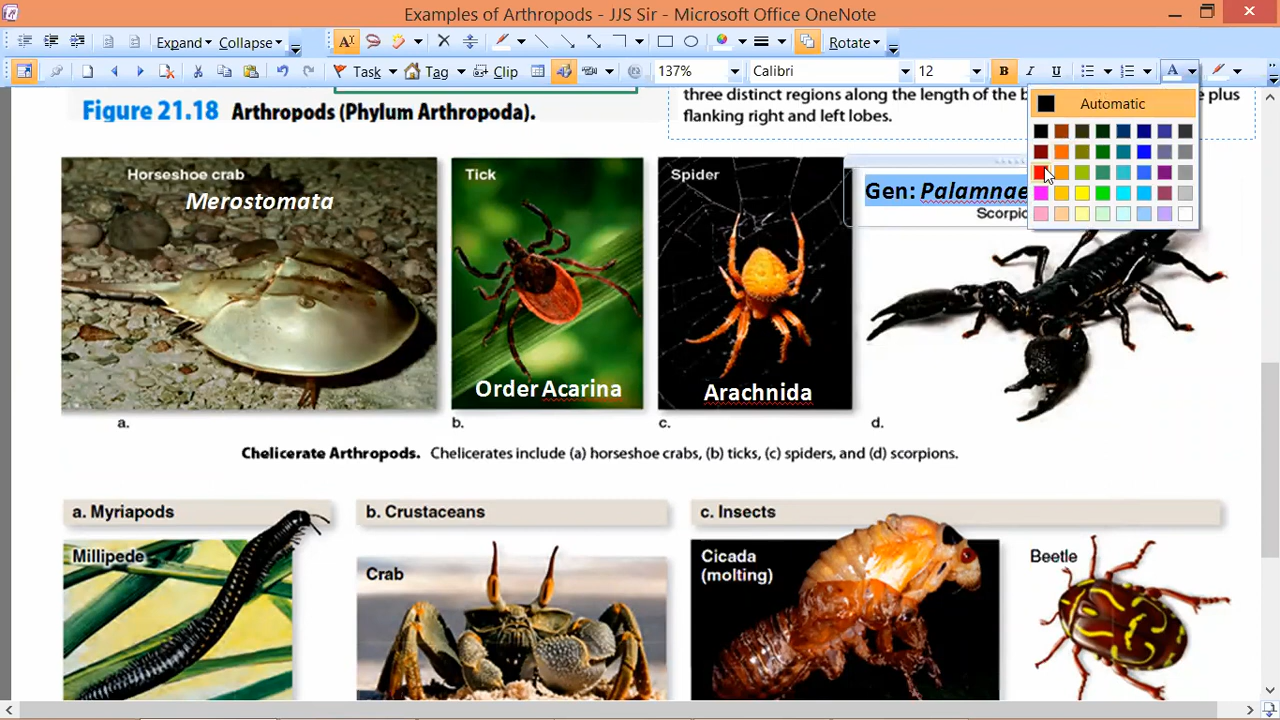 Examples of Arthropods - JJS Sir - Microsoft Office OneNote
Expand Collapse Rotate
Task Tag Clip 137% Calibri 12 B I U A
Automatic
three distinct regions along the length of the plus
flanking right and left lobes.
Figure 21.18 Arthropods (Phylum Arthropoda).
Horseshoe crab
Merostomata
Tick
Order Acarina
Spider
Arachnida
Gen: Palamnae
Scorpio
a. b. c. d.
Chelicerate Arthropods. Chelicerates include (a) horseshoe crabs, (b) ticks, (c) spiders, and (d) scorpions.
a. Myriapods
b. Crustaceans
c. Insects
Millipede
Crab
Cicada
(molting)
Beetle